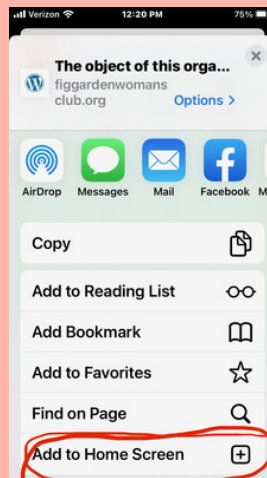 Verizon 12:20 PM 75%
The object of this orga...
figgardenwomans
club.org Options >
AirDrop Messages Mail Facebook M
Copy
Add to Reading List
Add Bookmark
Add to Favorites
Find on Page
Add to Home Screen